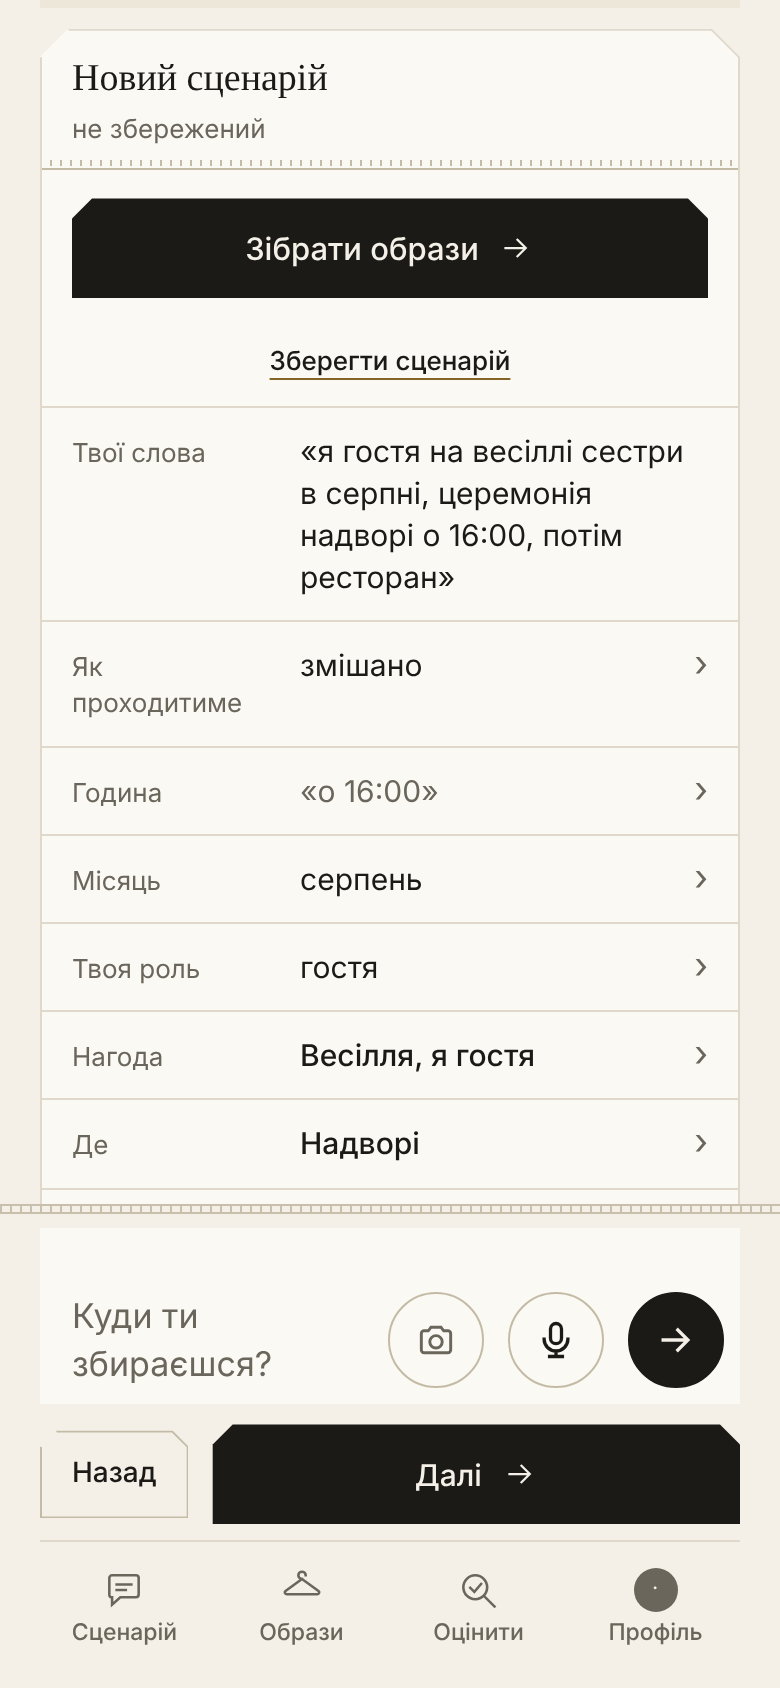 Новий сценарій
не збережений
Зібрати образи →
Зберегти сценарій
Твої слова
«я гостя на весіллі сестри
в серпні, церемонія
надворі о 16:00, потім
ресторан»
Як
проходитиме
змішано
Година
«о 16:00»
Місяць
серпень
Твоя роль
гостя
Нагода
Весілля, я гостя
Де
Надворі
Куди ти
збираєшся?
Назад
Далі →
Сценарій
Образи
Оцінити
Профіль